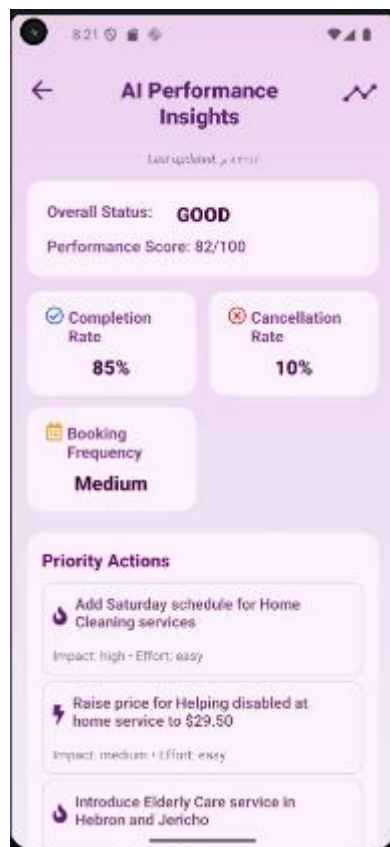 8:21
AI Performance
Insights
Last updated:
Overall Status: GOOD
Performance Score: 82/100
Completion
Rate
85%
Cancellation
Rate
10%
Booking
Frequency
Medium
Priority Actions
Add Saturday schedule for Home
Cleaning services
Impact: high • Effort: easy
Raise price for Helping disabled at
home service to $29.50
Impact: medium • Effort: easy
Introduce Elderly Care service in
Hebron and Jericho